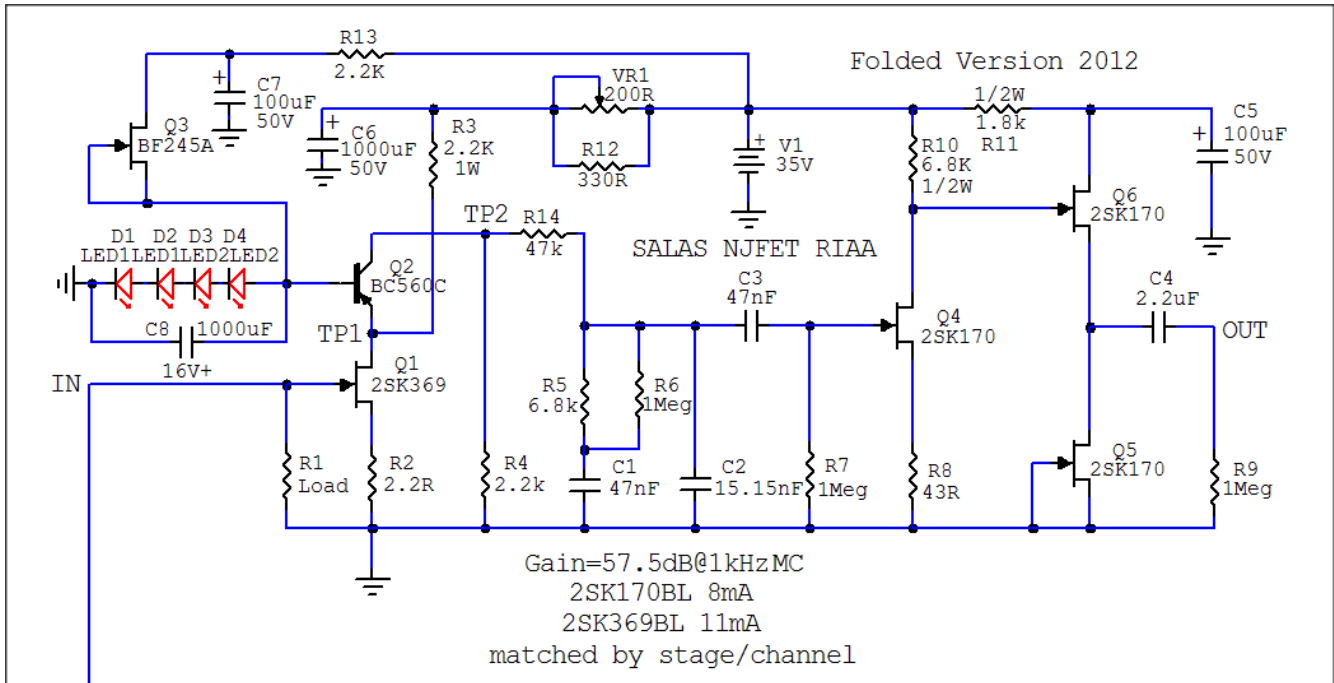 R13
2.2K
+
C7
100uF
50V
Q3
BF245A
+
C6
1000uF
50V
R3
2.2K
1W
VR1
200R
R12
330R
+
V1
35V
Folded Version 2012
1/2W
1.8k
R11
R10
6.8K
1/2W
+
C5
100uF
50V
Q6
2SK170
D1
D2
D3
D4
LED1
LED1
LED2
LED2
C8
1000uF
16V+
Q2
BC560C
TP1
TP2
R14
47k
SALAS NJFET RIAA
C3
47nF
Q4
2SK170
C4
2.2uF
OUT
IN
Q1
2SK369
R5
6.8k
R6
1Meg
R1
Load
R2
2.2R
R4
2.2k
C1
47nF
C2
15.15nF
R7
1Meg
R8
43R
Q5
2SK170
R9
1Meg
Gain=57.5dB@1kHz MC
2SK170BL 8mA
2SK369BL 11mA
matched by stage/channel